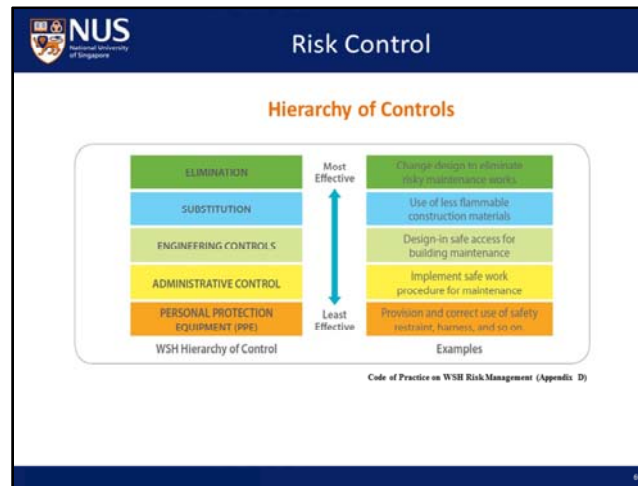 NUS
National University
of Singapore
Risk Control
Hierarchy of Controls
ELIMINATION
Most
Effective
Change design to eliminate
risky maintenance works
SUBSTITUTION
Use of less flammable
construction materials
ENGINEERING CONTROLS
Design-in safe access for
building maintenance
ADMINISTRATIVE CONTROL
Implement safe work
procedure for maintenance
PERSONAL PROTECTION
EQUIPMENT (PPE)
Least
Effective
Provision and correct use of safety
restraint, harness, and so on.
WSH Hierarchy of Control
Examples
Code of Practice on WSH Risk Management (Appendix D)